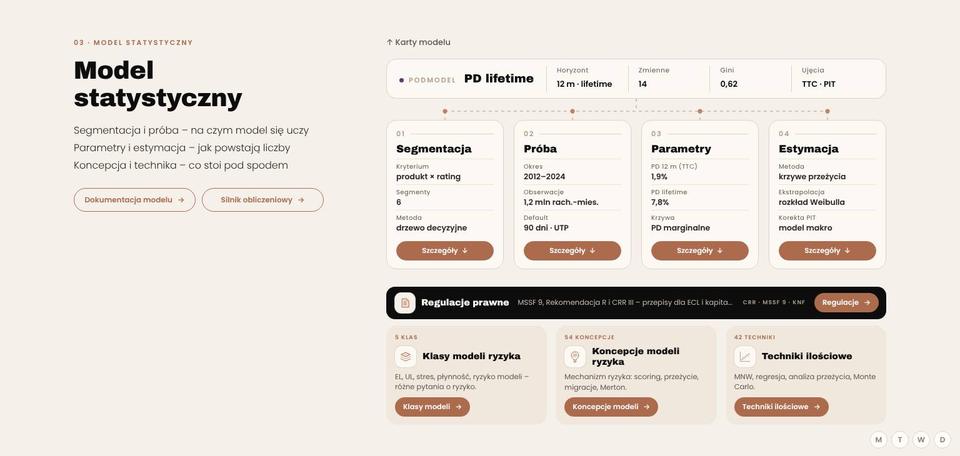 03 · MODEL STATYSTYCZNY
Model
statystyczny
Segmentacja i próba – na czym model się uczy
Parametry i estymacja – jak powstają liczby
Koncepcja i technika – co stoi pod spodem
Dokumentacja modelu →
Silnik obliczeniowy →
↑ Karty modelu
PODMODEL PD lifetime
Horyzont
12 m · lifetime
Zmienne
14
Gini
0,62
Ujęcia
TTC · PIT
01
Segmentacja
Kryterium
produkt × rating
Segmenty
6
Metoda
drzewo decyzyjne
Szczegóły ↓
02
Próba
Okres
2012–2024
Obserwacje
1,2 mln rach.-mies.
Default
90 dni · UTP
Szczegóły ↓
03
Parametry
PD 12 m (TTC)
1,9%
PD lifetime
7,8%
Krzywa
PD marginalne
Szczegóły ↓
04
Estymacja
Metoda
krzywe przeżycia
Ekstrapolacja
rozkład Weibulla
Korekta PIT
model makro
Szczegóły ↓
Regulacje prawne MSSF 9, Rekomendacja R i CRR III – przepisy dla ECL i kapita... CRR · MSSF 9 · KNF Regulacje →
5 KLAS
Klasy modeli ryzyka
EL, UL, stres, płynność, ryzyko modeli –
różne pytania o ryzyko.
Klasy modeli →
54 KONCEPCJE
Koncepcje modeli
ryzyka
Mechanizm ryzyka: scoring, przeżycie,
migracje, Merton.
Koncepcje modeli →
42 TECHNIKI
Techniki ilościowe
MNW, regresja, analiza przeżycia, Monte
Carlo.
Techniki ilościowe →
M T W D